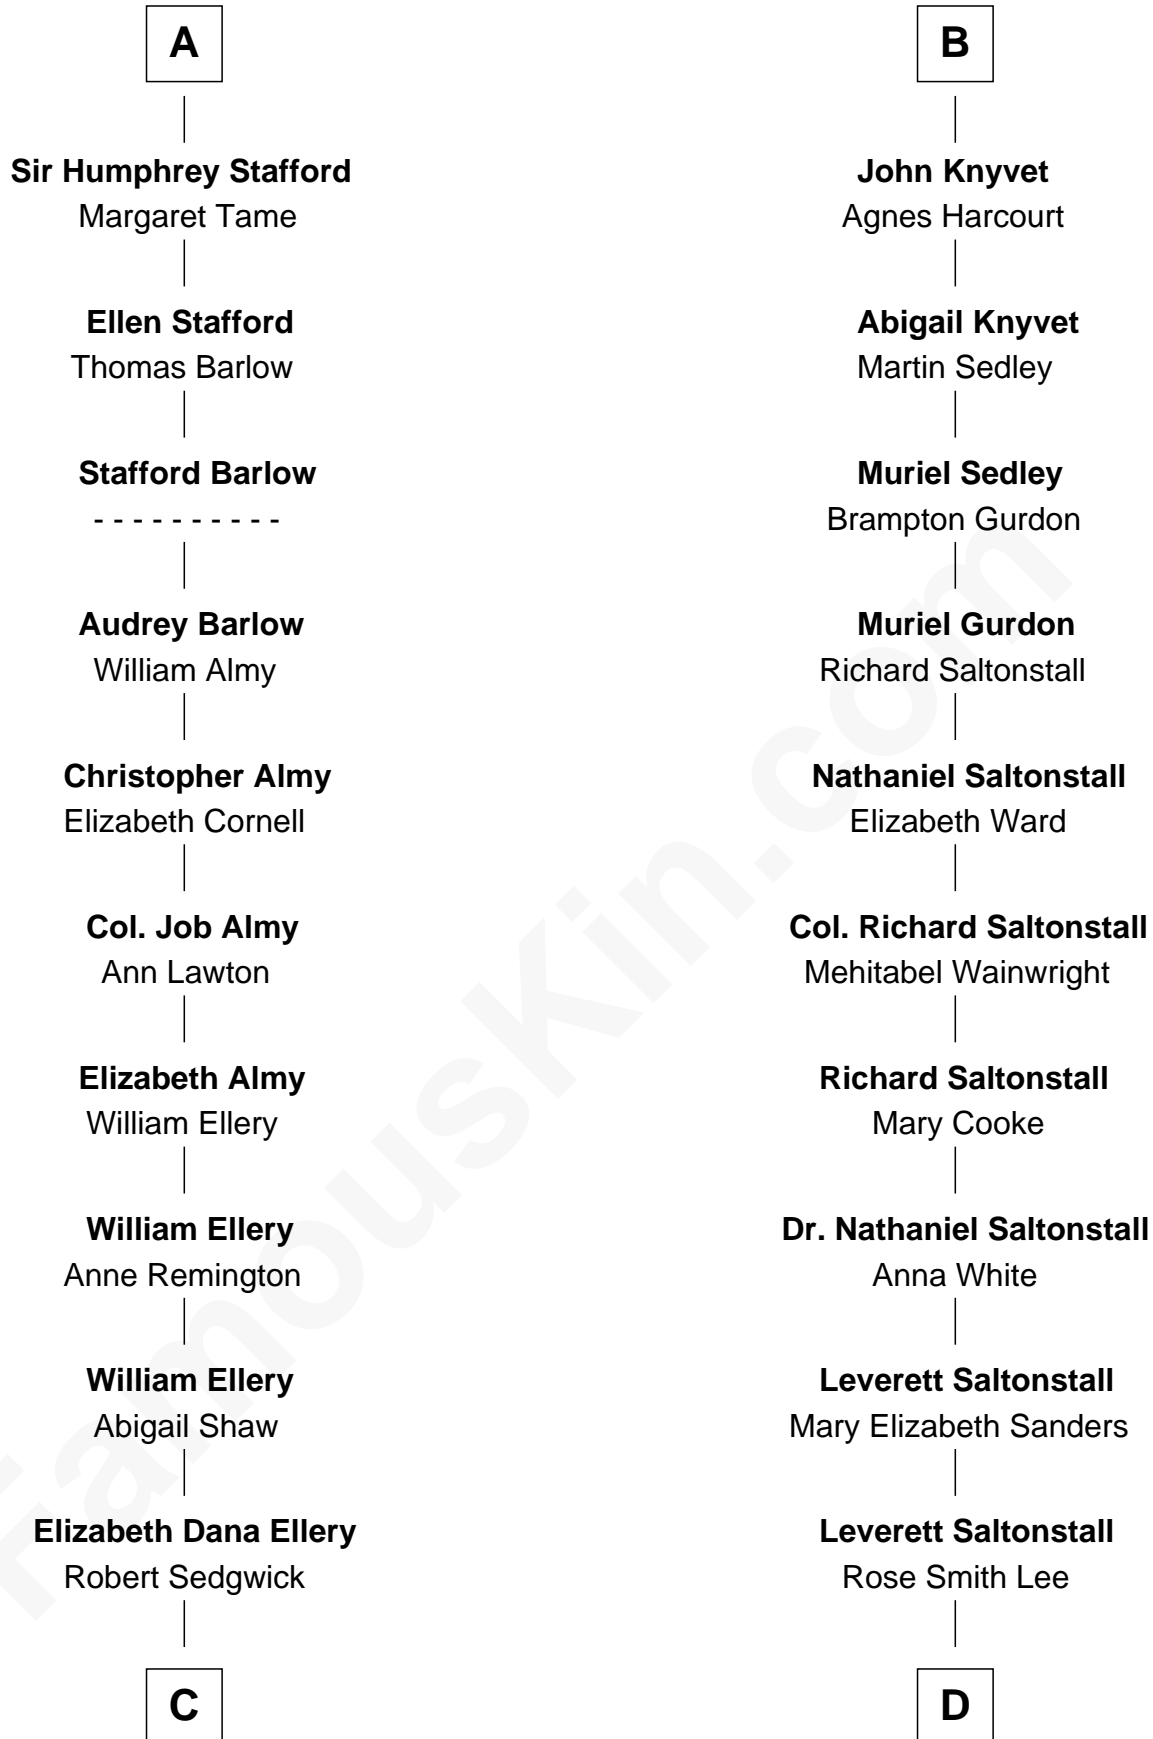 A
Sir Humphrey Stafford
Margaret Tame
Ellen Stafford
Thomas Barlow
Stafford Barlow
- - - - - - - - - -
Audrey Barlow
William Almy
Christopher Almy
Elizabeth Cornell
Col. Job Almy
Ann Lawton
Elizabeth Almy
William Ellery
William Ellery
Anne Remington
William Ellery
Abigail Shaw
Elizabeth Dana Ellery
Robert Sedgwick
C
B
John Knyvet
Agnes Harcourt
Abigail Knyvet
Martin Sedley
Muriel Sedley
Brampton Gurdon
Muriel Gurdon
Richard Saltonstall
Nathaniel Saltonstall
Elizabeth Ward
Col. Richard Saltonstall
Mehitabel Wainwright
Richard Saltonstall
Mary Cooke
Dr. Nathaniel Saltonstall
Anna White
Leverett Saltonstall
Mary Elizabeth Sanders
Leverett Saltonstall
Rose Smith Lee
D
FamousKin.com